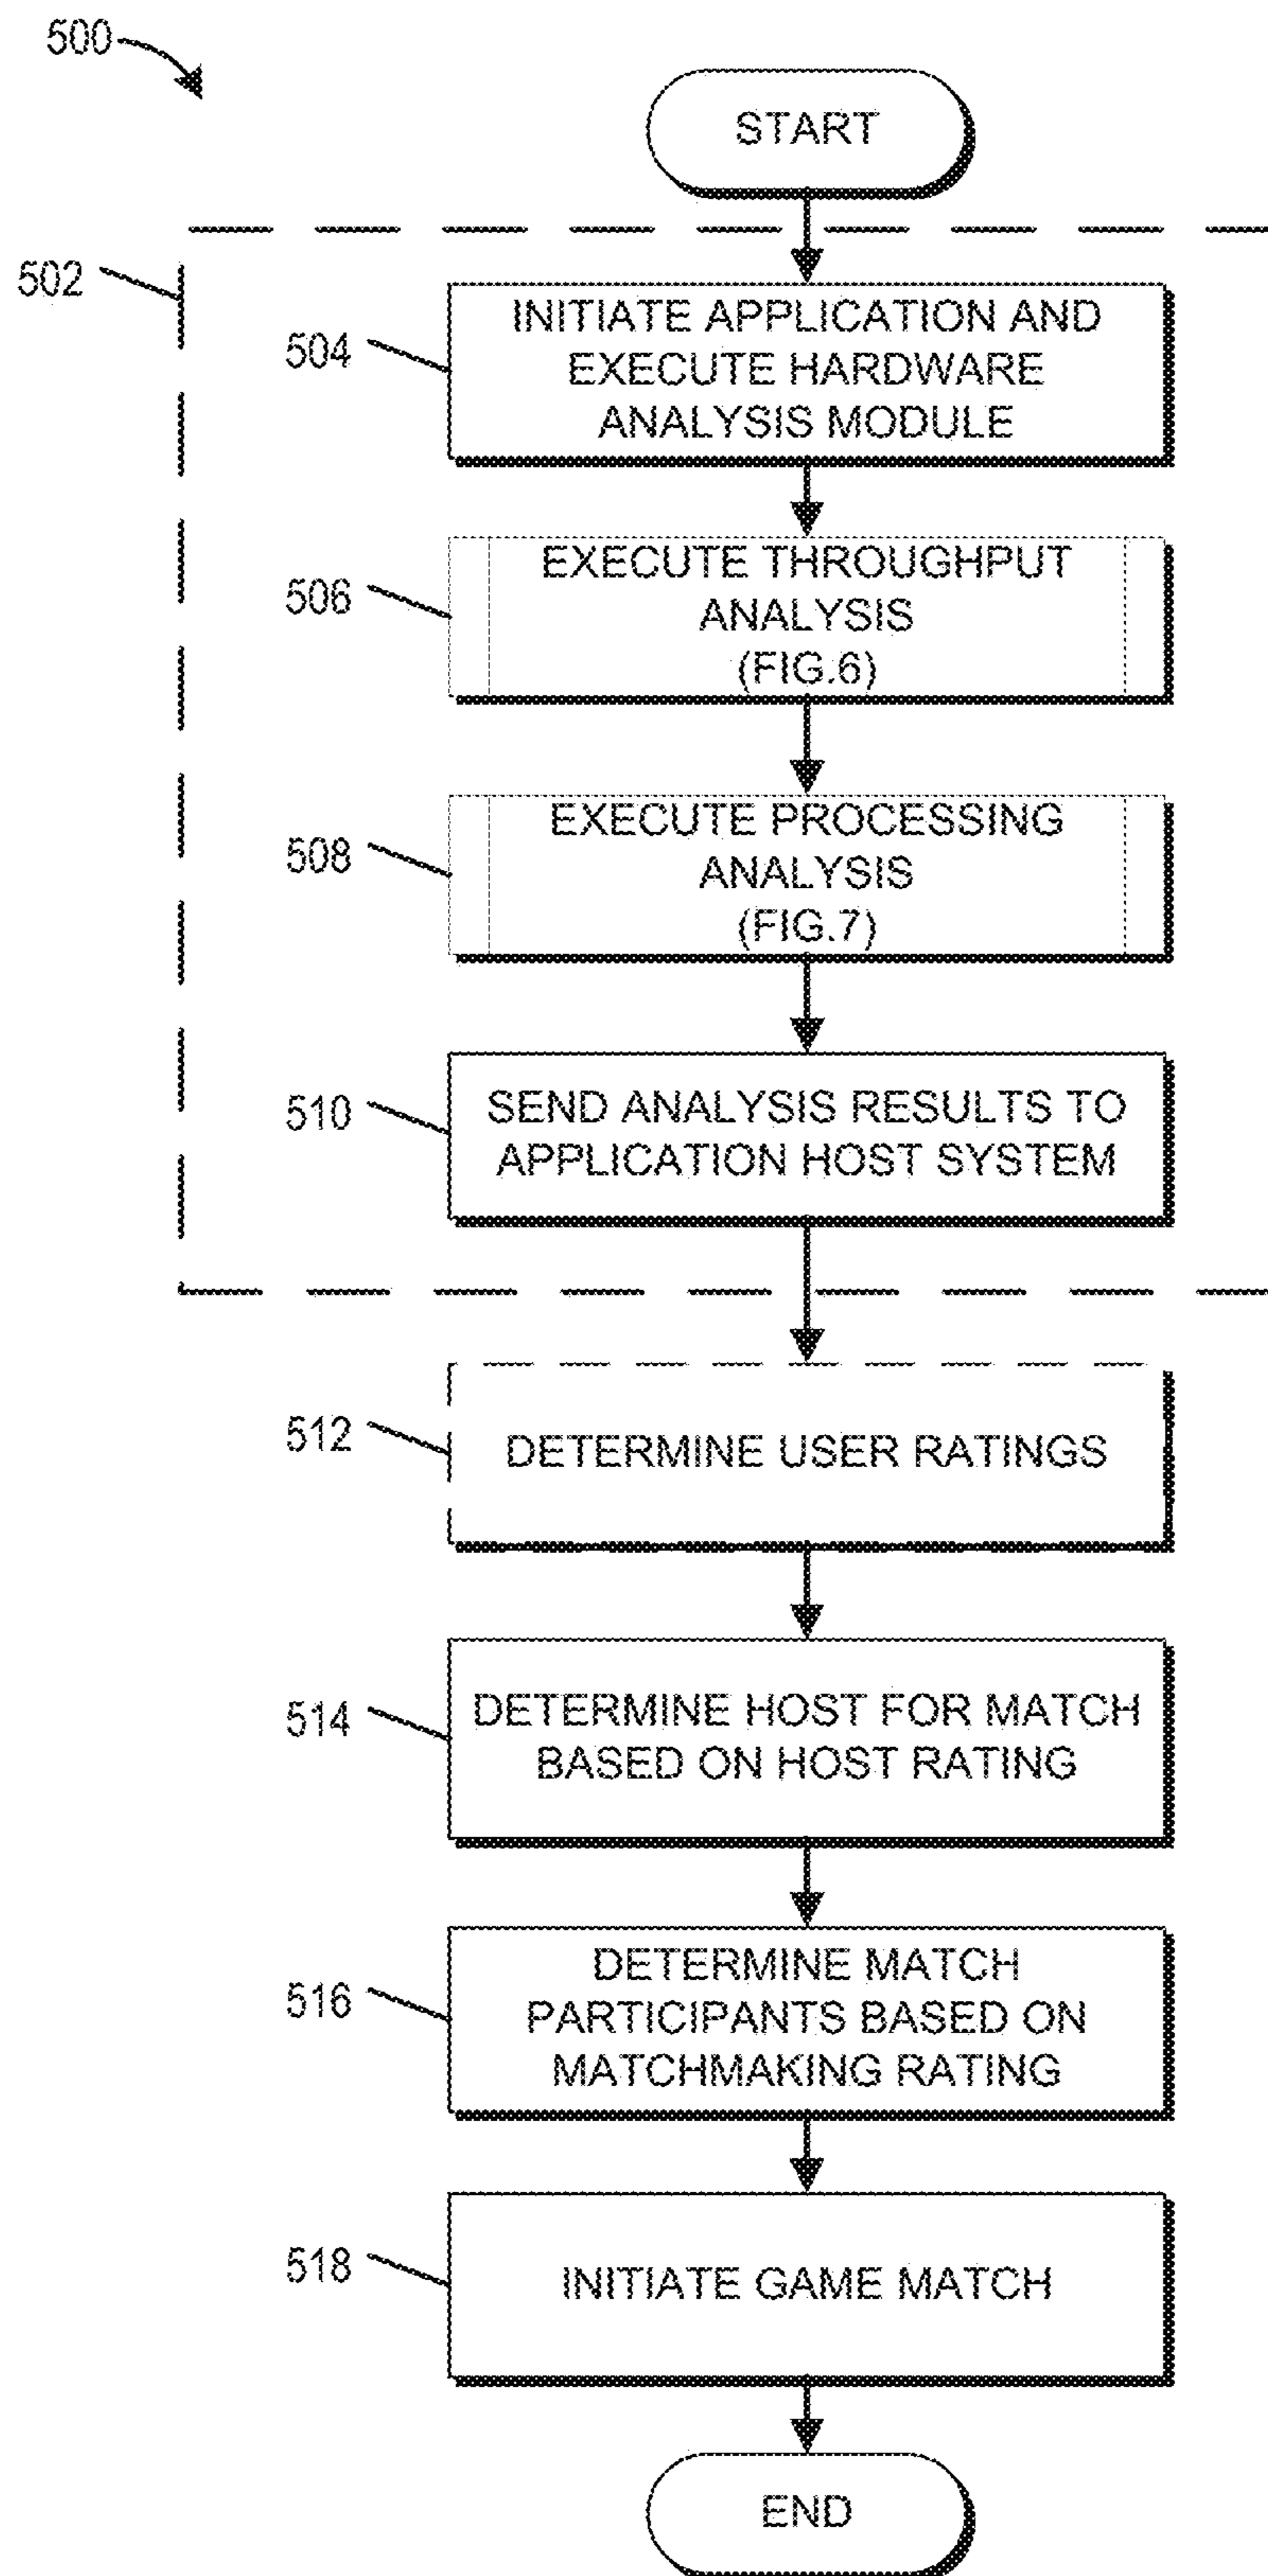 500
START
502
504
INITIATE APPLICATION AND
EXECUTE HARDWARE
ANALYSIS MODULE
506
EXECUTE THROUGHPUT
ANALYSIS
(FIG.6)
508
EXECUTE PROCESSING
ANALYSIS
(FIG.7)
510
SEND ANALYSIS RESULTS TO
APPLICATION HOST SYSTEM
512
DETERMINE USER RATINGS
514
DETERMINE HOST FOR MATCH
BASED ON HOST RATING
516
DETERMINE MATCH
PARTICIPANTS BASED ON
MATCHMAKING RATING
518
INITIATE GAME MATCH
END